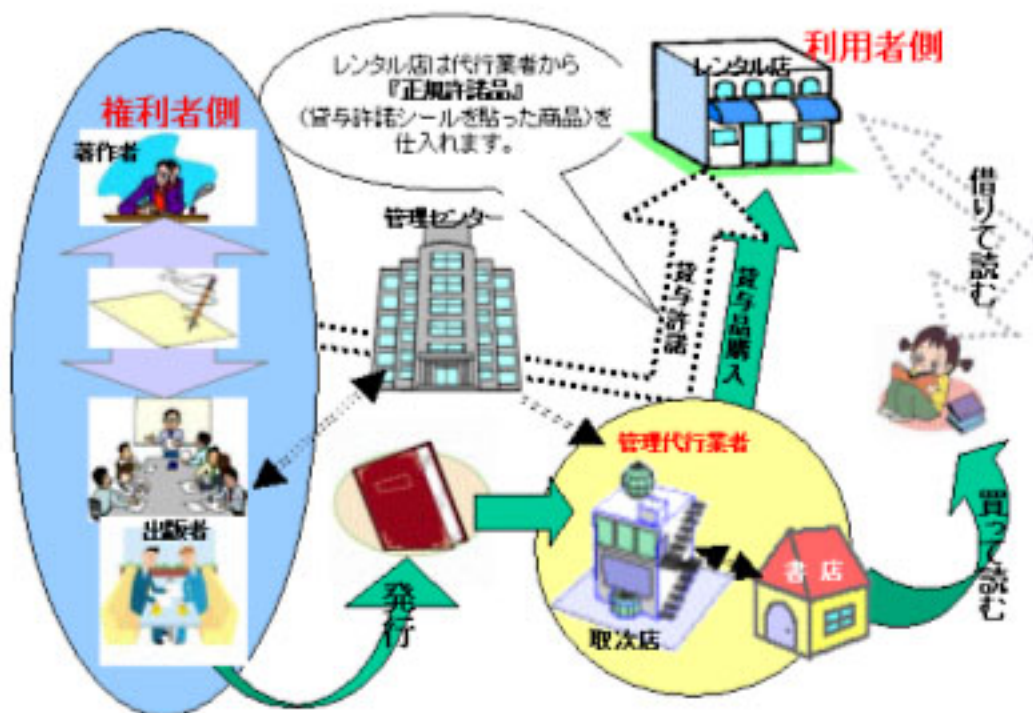 利用者側
レンタル店
レンタル店は代行業者から
『正規許諾品』
(貸与許諾シールを貼った商品)を
仕入れます。
権利者側
著作者
管理センター
借りて読む
貸与許諾
貸与品購入
管理代行業者
出版者
発行
書店
取次店
買って読む